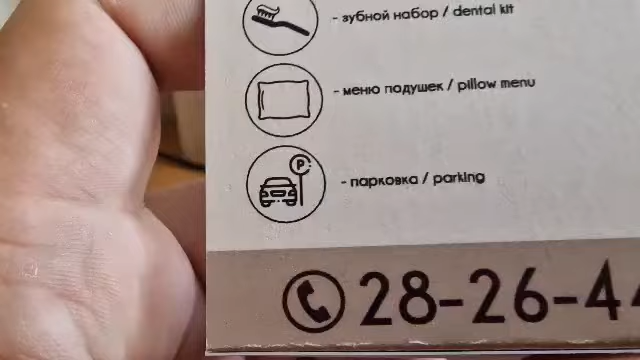 - зубной набор / dental kit
- меню подушек / pillow menu
P
- парковка / parking
28-26-4